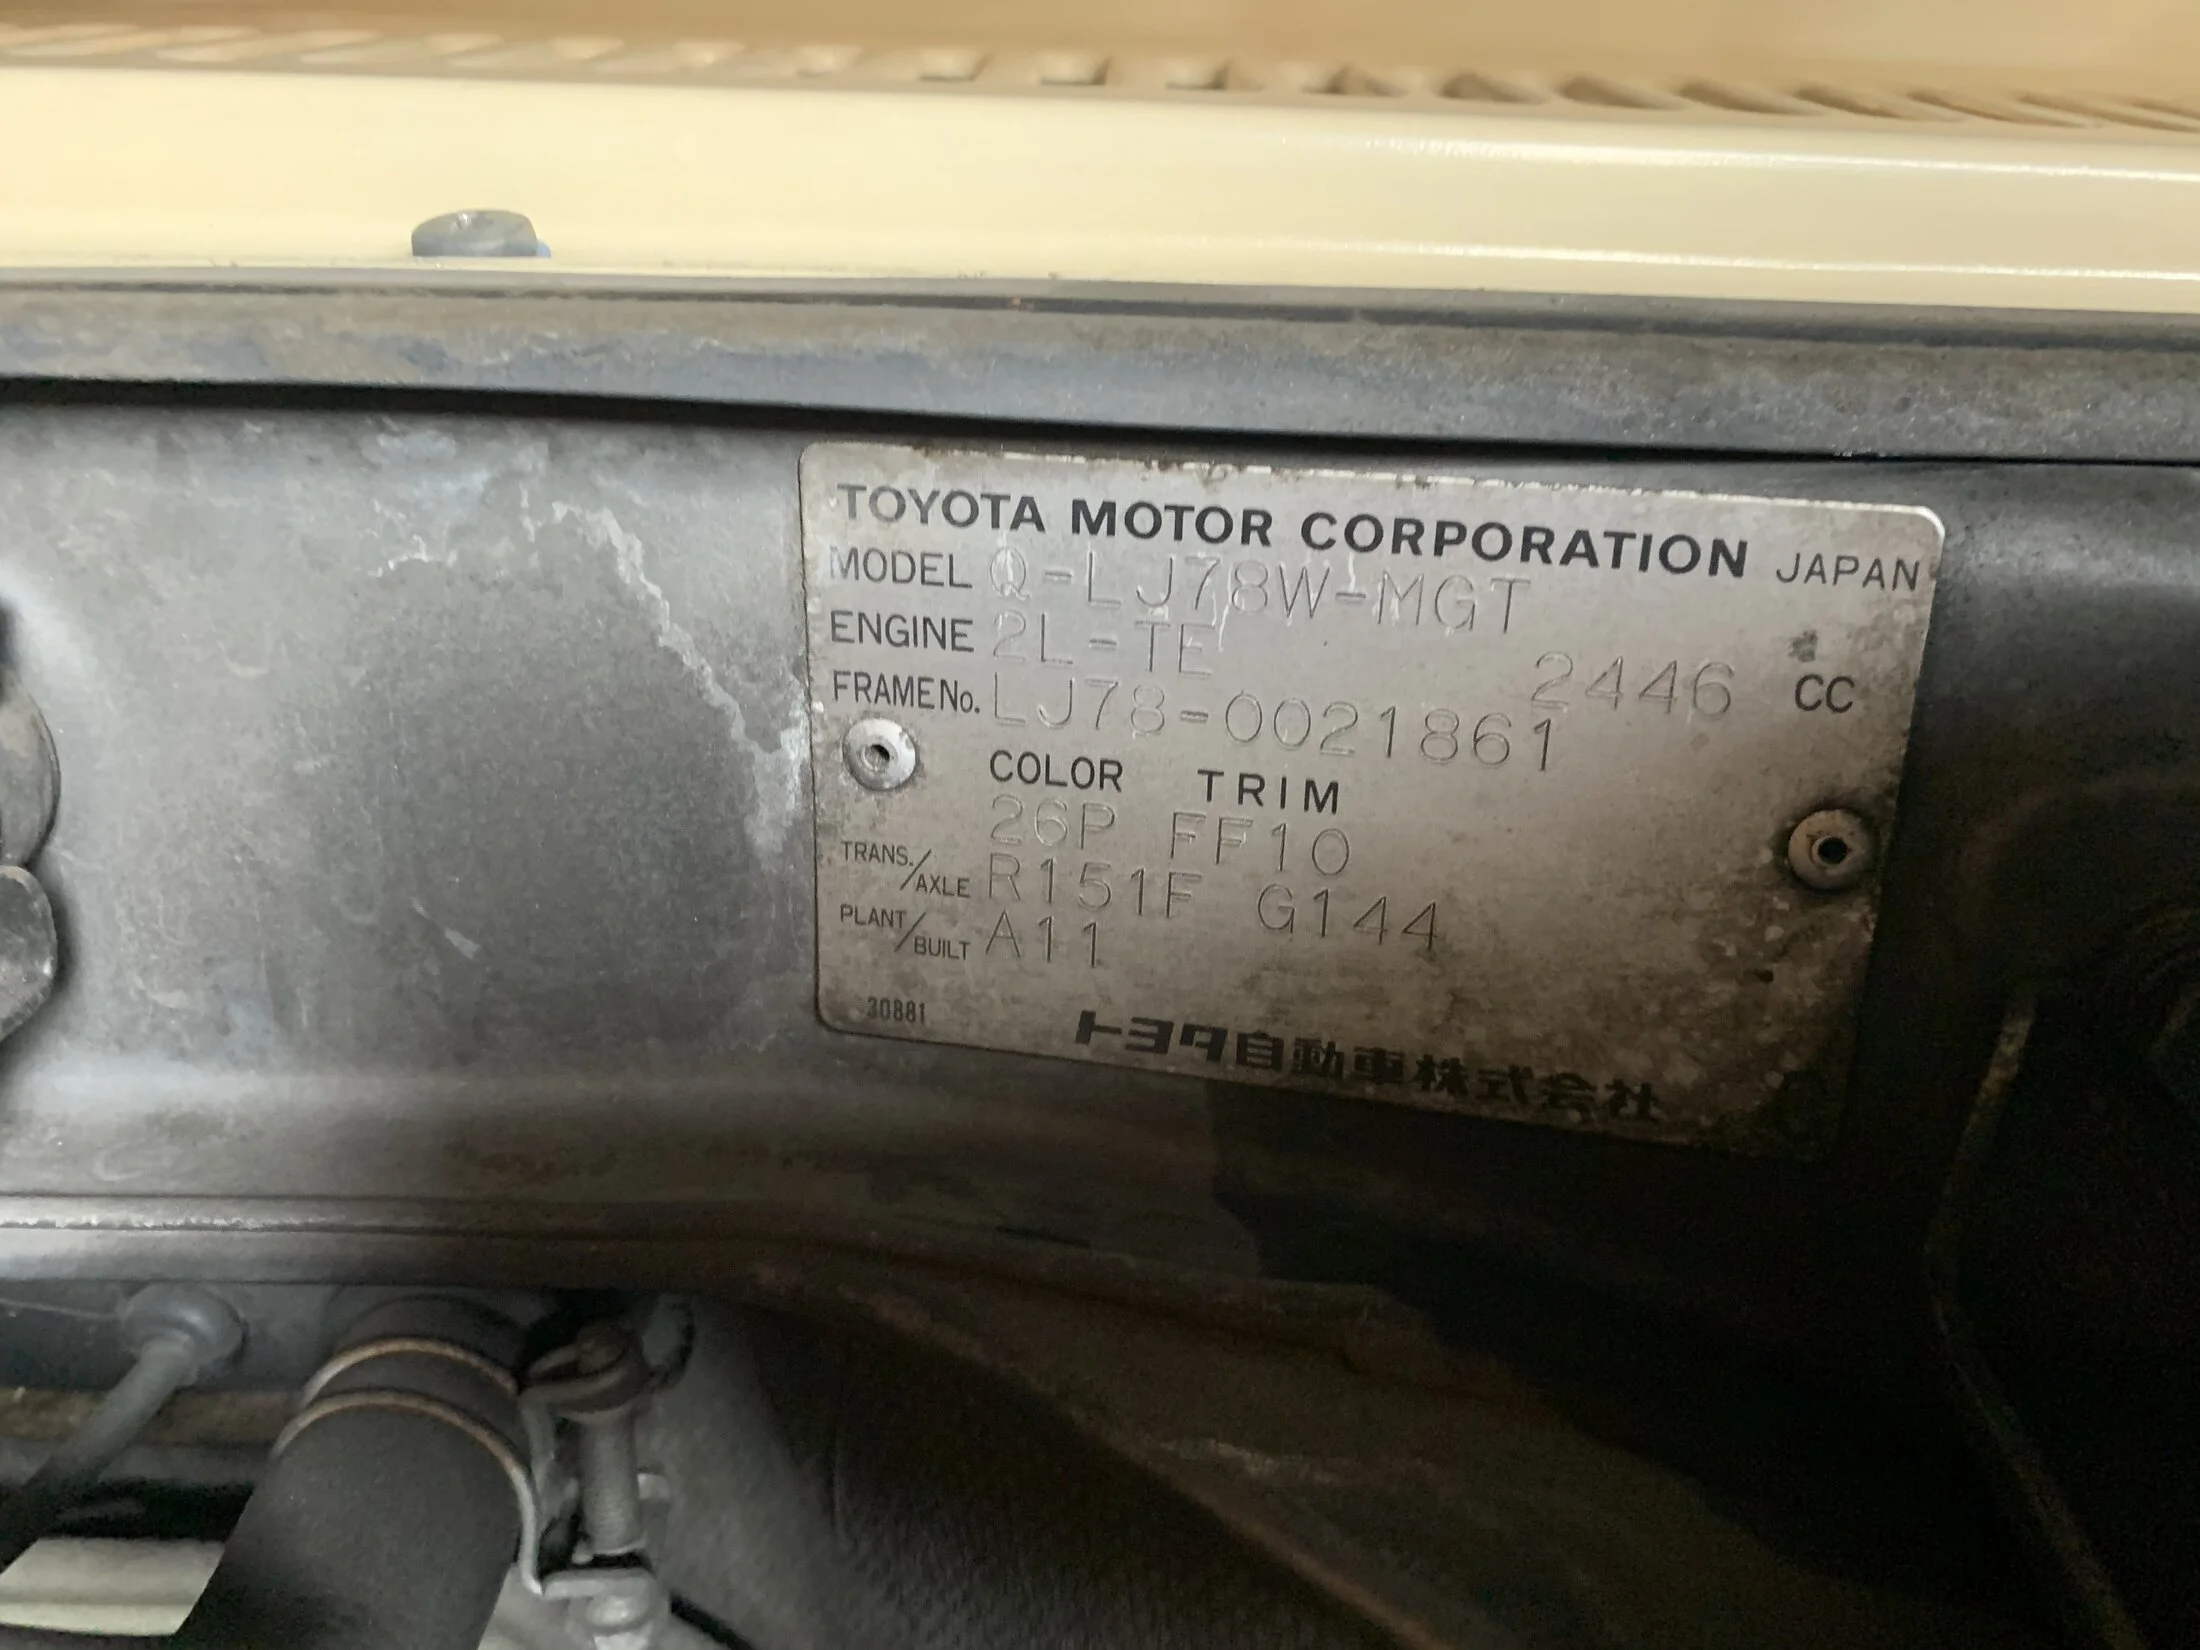 TOYOTA MOTOR CORPORATION JAPAN
MODEL Q-LJ78W-MGT
ENGINE 2L-TE 2446 CC
FRAME No. LJ78-0021861
COLOR TRIM
26P FF10
TRANS./AXLE R151F G144
PLANT/BUILT A11
30881
トヨタ自動車株式会社